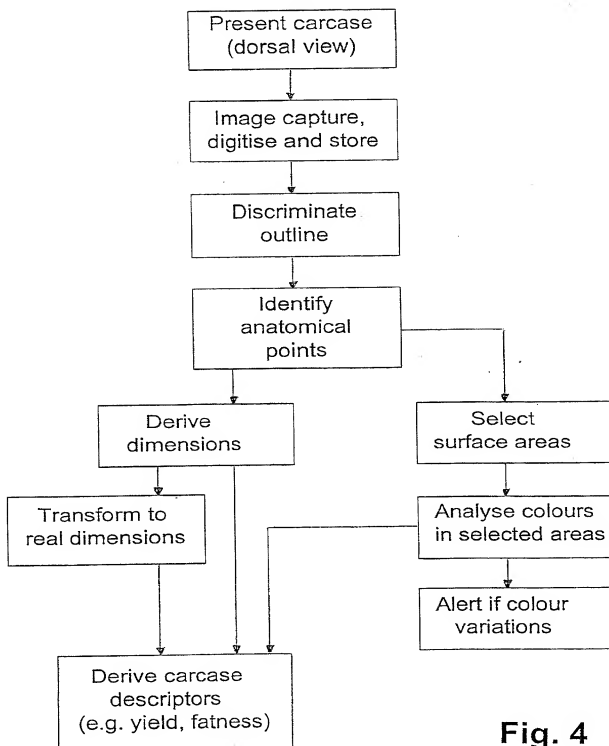 Present carcase
(dorsal view)
Image capture,
digitise and store
Discriminate
outline
Identify
anatomical
points
Derive
dimensions
Select
surface areas
Transform to
real dimensions
Analyse colours
in selected areas
Alert if colour
variations
Derive carcase
descriptors
(e.g. yield, fatness)
Fig. 4